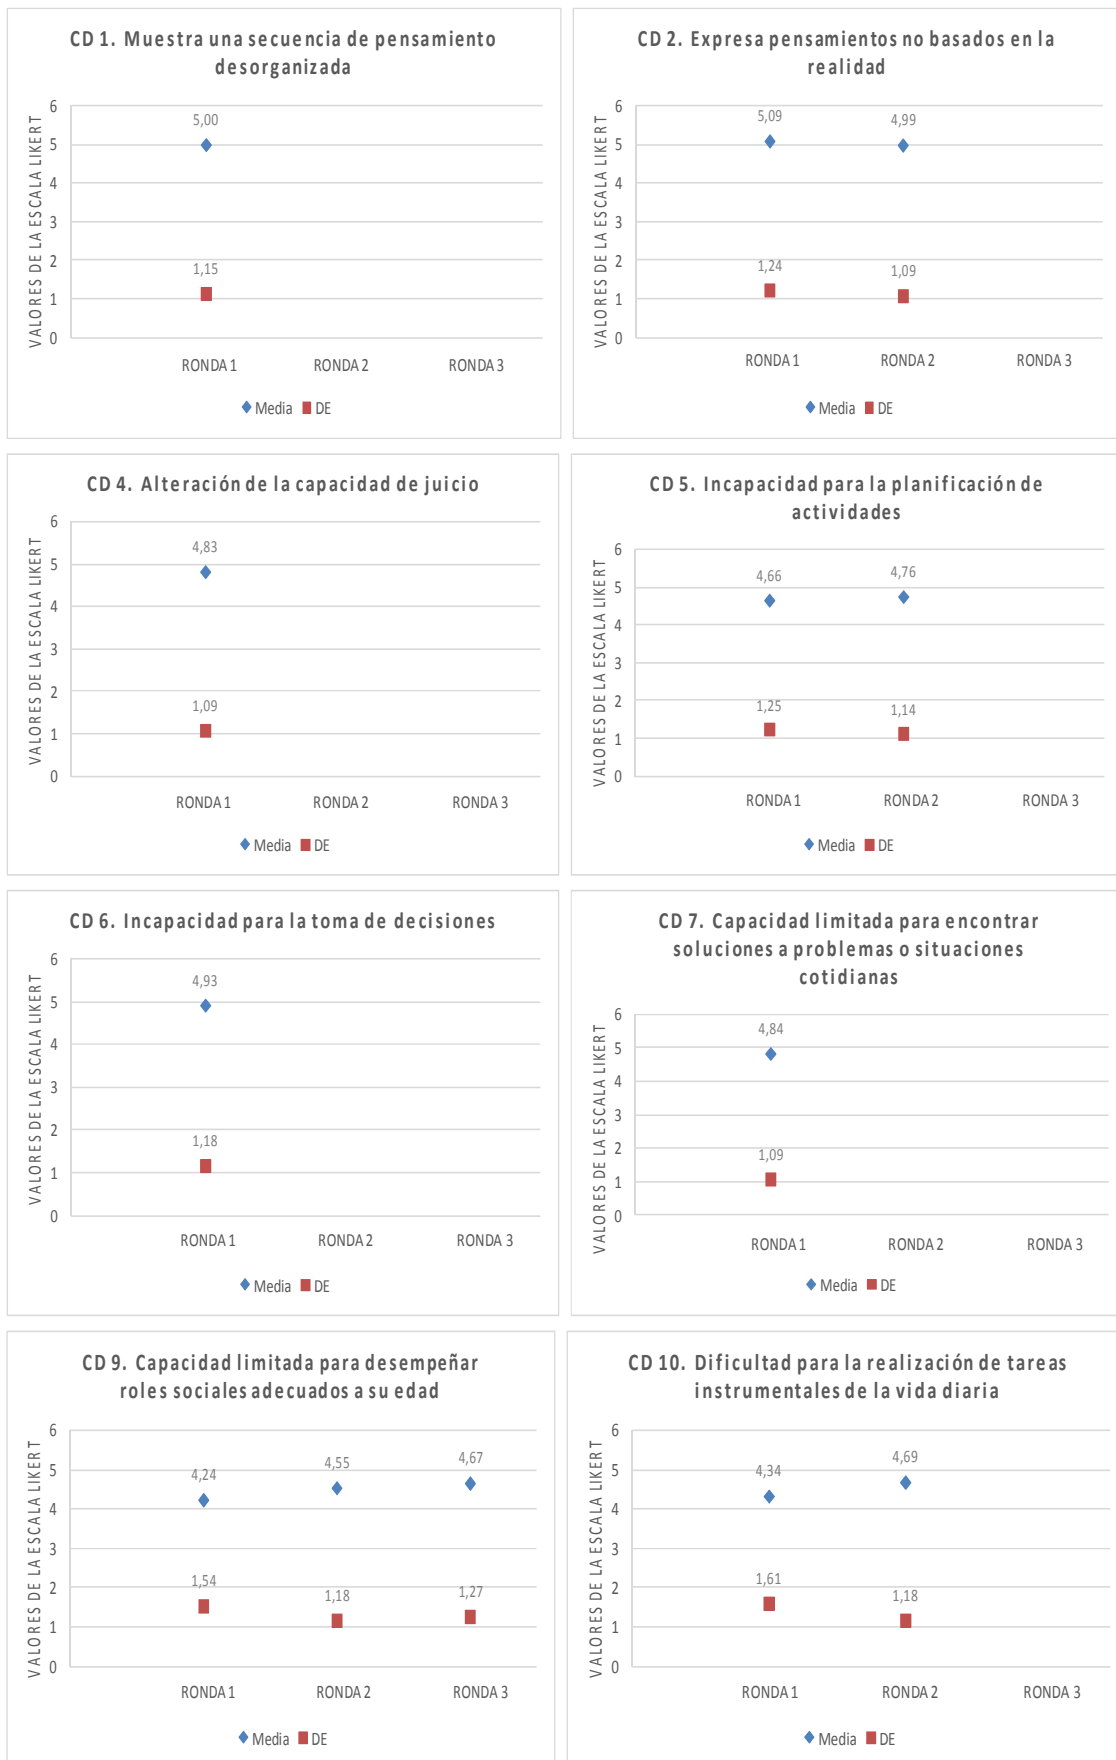 CD 1. Muestra una secuencia de pensamiento
desorganizada
VALORES DE LA ESCALA LIKERT
6
5
4
3
2
1
0
5,00
1,15
RONDA 1 RONDA 2 RONDA 3
Media DE
CD 2. Expresa pensamientos no basados en la
realidad
VALORES DE LA ESCALA LIKERT
6
5
4
3
2
1
0
5,09 4,99
1,24 1,09
RONDA 1 RONDA 2 RONDA 3
Media DE
CD 4. Alteración de la capacidad de juicio
VALORES DE LA ESCALA LIKERT
6
5
4
3
2
1
0
4,83
1,09
RONDA 1 RONDA 2 RONDA 3
Media DE
CD 5. Incapacidad para la planificación de
actividades
VALORES DE LA ESCALA LIKERT
6
5
4
3
2
1
0
4,66 4,76
1,25 1,14
RONDA 1 RONDA 2 RONDA 3
Media DE
CD 6. Incapacidad para la toma de decisiones
VALORES DE LA ESCALA LIKERT
6
5
4
3
2
1
0
4,93
1,18
RONDA 1 RONDA 2 RONDA 3
Media DE
CD 7. Capacidad limitada para encontrar
soluciones a problemas o situaciones
cotidianas
VALORES DE LA ESCALA LIKERT
6
5
4
3
2
1
0
4,84
1,09
RONDA 1 RONDA 2 RONDA 3
Media DE
CD 9. Capacidad limitada para desempeñar
roles sociales adecuados a su edad
VALORES DE LA ESCALA LIKERT
6
5
4
3
2
1
0
4,24 4,55 4,67
1,54 1,18 1,27
RONDA 1 RONDA 2 RONDA 3
Media DE
CD 10. Dificultad para la realización de tareas
instrumentales de la vida diaria
VALORES DE LA ESCALA LIKERT
6
5
4
3
2
1
0
4,34 4,69
1,61 1,18
RONDA 1 RONDA 2 RONDA 3
Media DE